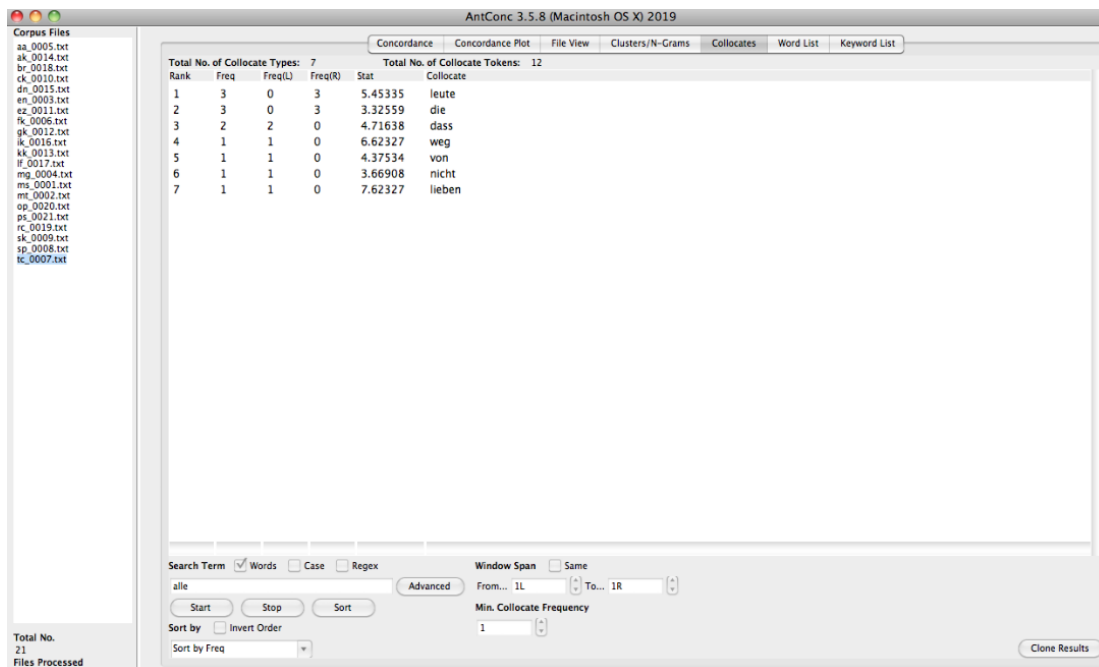 AntConc 3.5.8 (Macintosh OS X) 2019
Corpus Files
aa_0005.txt
ak_0014.txt
br_0018.txt
ck_0010.txt
dn_0015.txt
en_0003.txt
ez_0011.txt
fk_0006.txt
gk_0012.txt
ik_0016.txt
kk_0013.txt
lf_0017.txt
mg_0004.txt
ms_0001.txt
mt_0002.txt
op_0020.txt
ps_0021.txt
rc_0019.txt
sk_0009.txt
sp_0008.txt
tc_0007.txt
Total No.
21
Files Processed
Concordance Concordance Plot File View Clusters/N-Grams Collocates Word List Keyword List
Total No. of Collocate Types: 7 Total No. of Collocate Tokens: 12
Rank Freq Freq(L) Freq(R) Stat Collocate
1 3 0 3 5.45335 leute
2 3 0 3 3.32559 die
3 2 2 0 4.71638 dass
4 1 1 0 6.62327 weg
5 1 1 0 4.37534 von
6 1 1 0 3.66908 nicht
7 1 1 0 7.62327 lieben
Search Term Words Case Regex Window Span Same
alle Advanced From... 1L To... 1R
Start Stop Sort Min. Collocate Frequency
Sort by Invert Order 1
Sort by Freq Clone Results